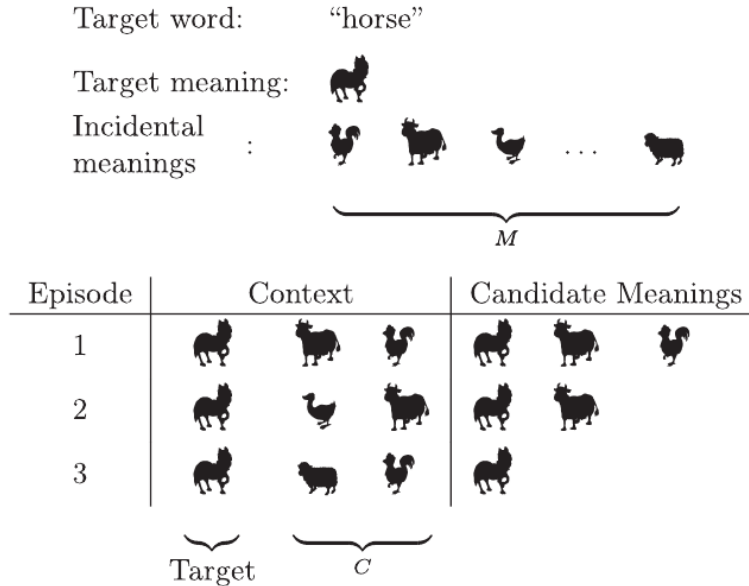 Target word: “horse”
Target meaning:
Incidental
meanings :
. . .
M
Episode Context Candidate Meanings
1
2
3
Target C